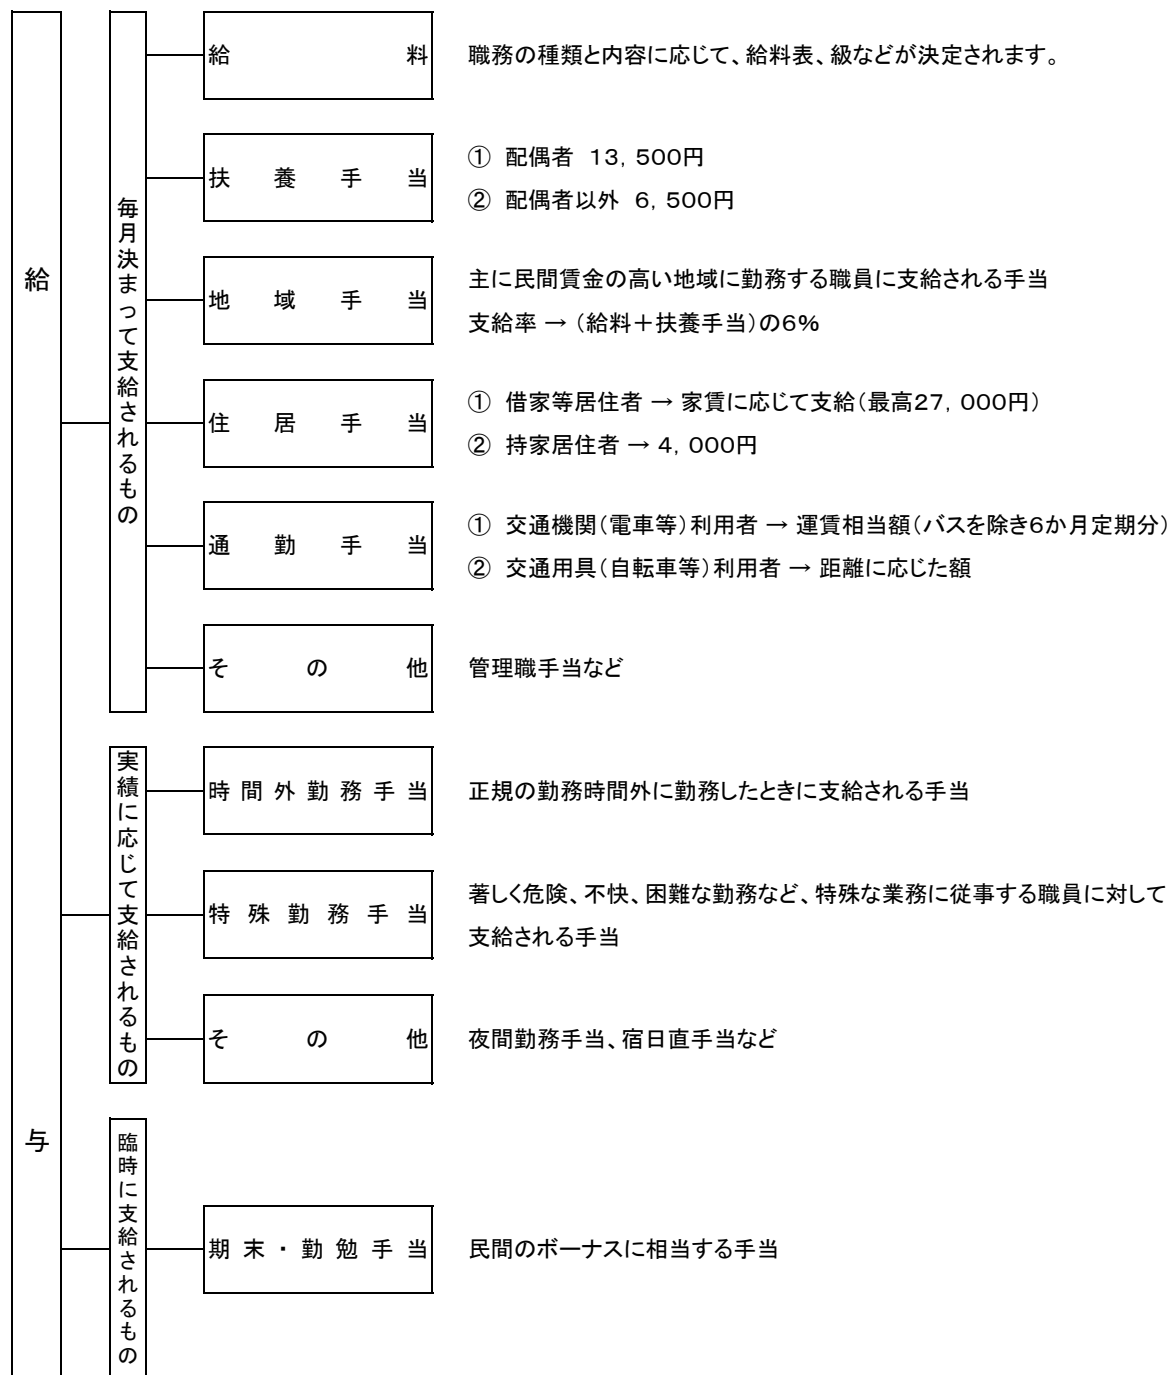 給与
毎月決まって支給されるもの
給料
職務の種類と内容に応じて、給料表、級などが決定されます。
扶養手当
① 配偶者 13，500円
② 配偶者以外 6，500円
地域手当
主に民間賃金の高い地域に勤務する職員に支給される手当
支給率 → （給料＋扶養手当）の6％
住居手当
① 借家等居住者 → 家賃に応じて支給（最高27，000円）
② 持家居住者 → 4，000円
通勤手当
① 交通機関（電車等）利用者 → 運賃相当額（バスを除き6か月定期分）
② 交通用具（自転車等）利用者 → 距離に応じた額
その他
管理職手当など
実績に応じて支給されるもの
時間外勤務手当
正規の勤務時間外に勤務したときに支給される手当
特殊勤務手当
著しく危険、不快、困難な勤務など、特殊な業務に従事する職員に対して
支給される手当
その他
夜間勤務手当、宿日直手当など
臨時に支給されるもの
期末・勤勉手当
民間のボーナスに相当する手当